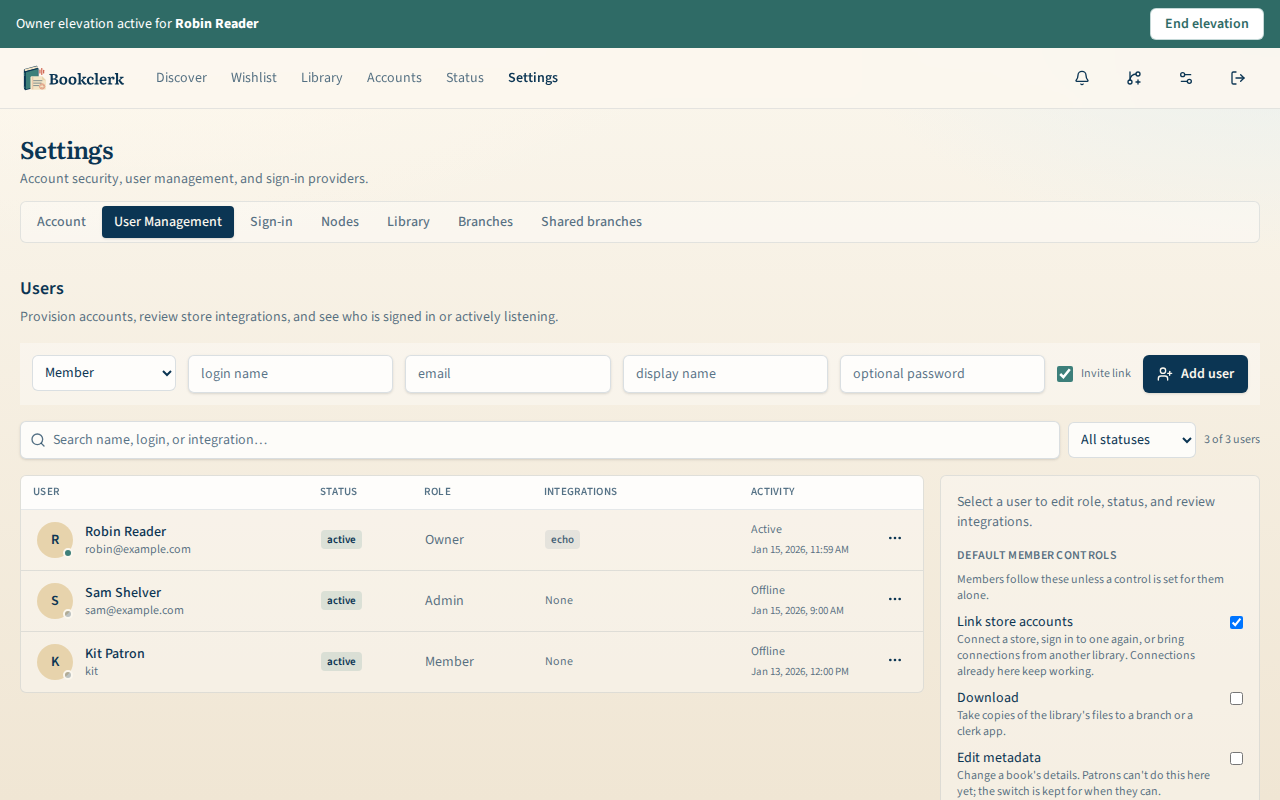 Owner elevation active for Robin Reader
End elevation
Bookclerk
Discover
Wishlist
Library
Accounts
Status
Settings
Settings
Account security, user management, and sign-in providers.
Account
User Management
Sign-in
Nodes
Library
Branches
Shared branches
Users
Provision accounts, review store integrations, and see who is signed in or actively listening.
Member
login name
email
display name
optional password
Invite link
Add user
Search name, login, or integration…
All statuses
3 of 3 users
USER
STATUS
ROLE
INTEGRATIONS
ACTIVITY
R
Robin Reader
robin@example.com
active
Owner
echo
Active
Jan 15, 2026, 11:59 AM
S
Sam Shelver
sam@example.com
active
Admin
None
Offline
Jan 15, 2026, 9:00 AM
K
Kit Patron
kit
active
Member
None
Offline
Jan 13, 2026, 12:00 PM
Select a user to edit role, status, and review
integrations.
DEFAULT MEMBER CONTROLS
Members follow these unless a control is set for them
alone.
Link store accounts
Connect a store, sign in to one again, or bring
connections from another library. Connections
already here keep working.
Download
Take copies of the library's files to a branch or a
clerk app.
Edit metadata
Change a book's details. Patrons can't do this here
yet; the switch is kept for when they can.